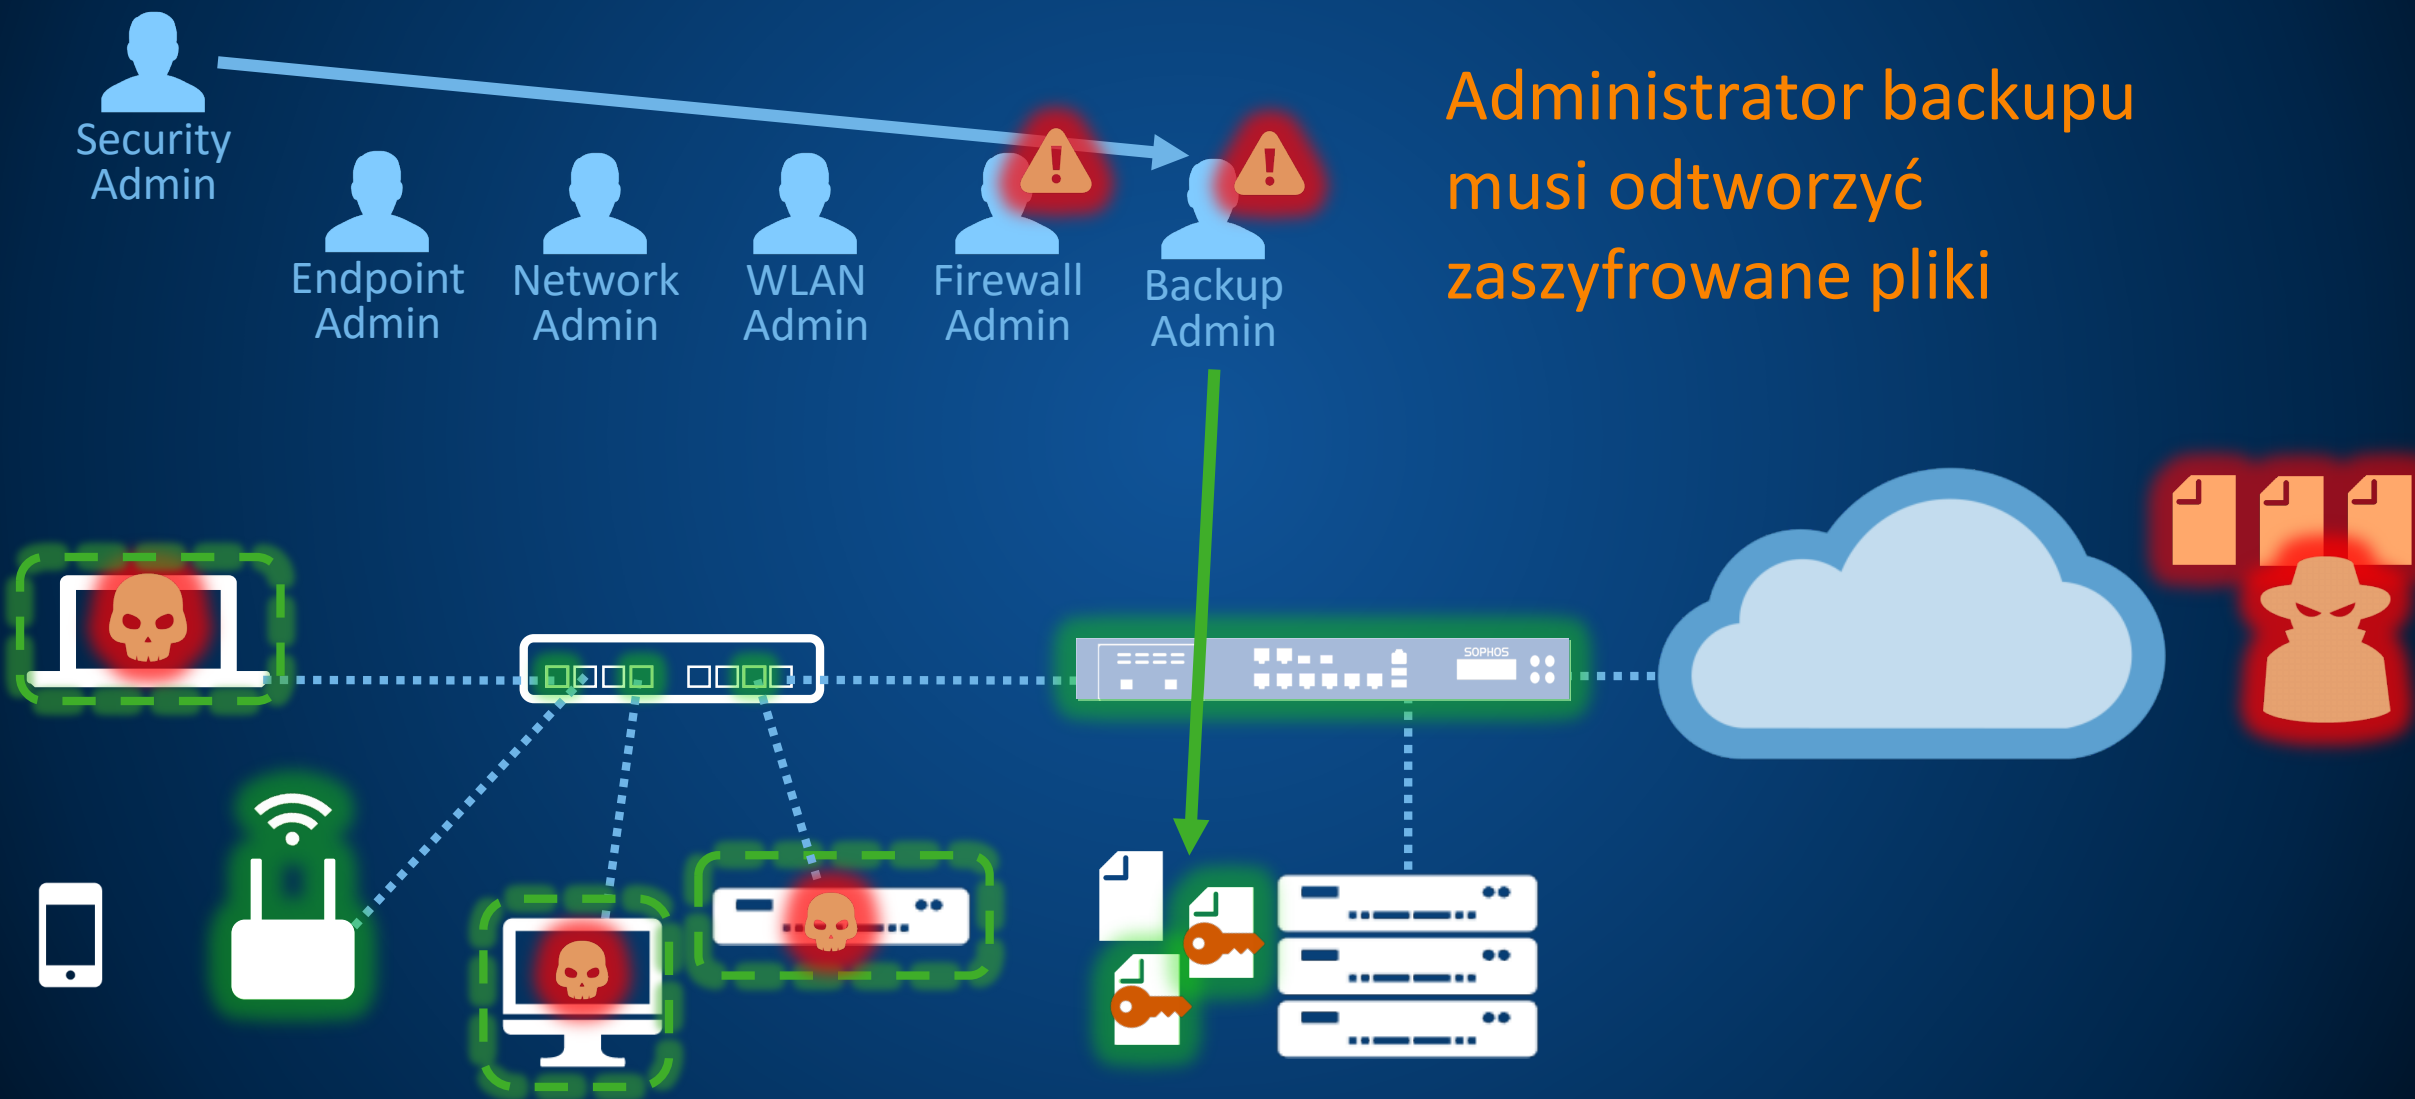 Administrator backupu
musi odtworzyć
zaszyfrowane pliki
Security
Admin
Endpoint
Admin
Network
Admin
WLAN
Admin
Firewall
Admin
Backup
Admin
SOPHOS